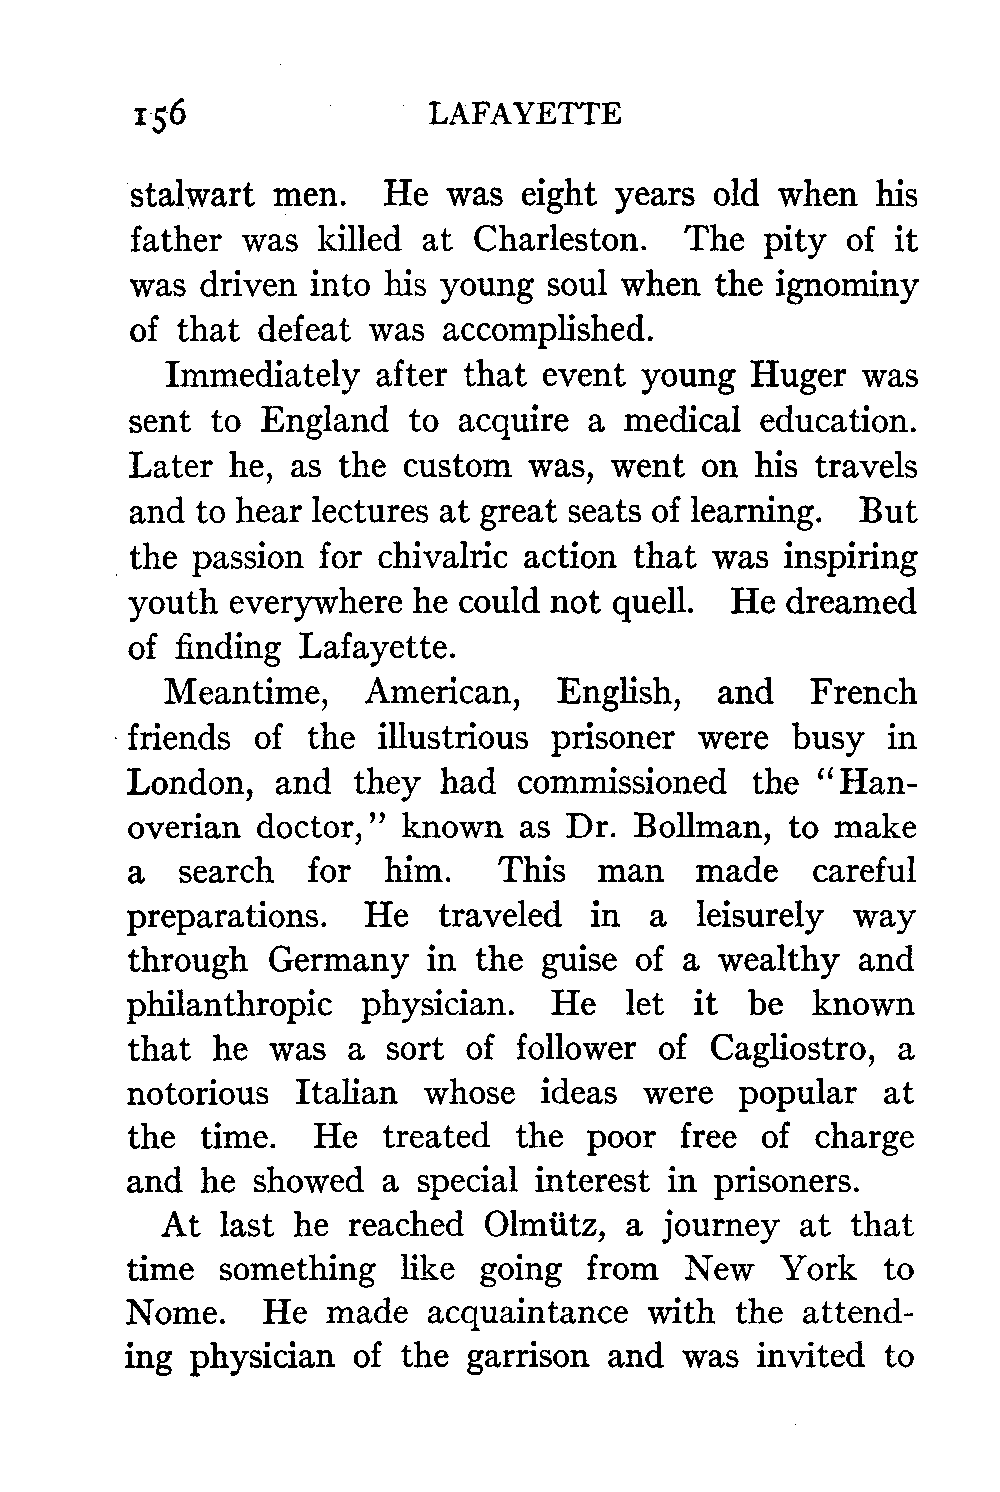 156 LAFAYETTE
stalwart men. He was eight years old when his
father was killed at Charleston. The pity of it
was driven into his young soul when the ignominy
of that defeat was accomplished.
Immediately after that event young Huger was
sent to England to acquire a medical education.
Later he, as the custom was, went on his travels
and to hear lectures at great seats of learning. But
the passion for chivalric action that was inspiring
youth everywhere he could not quell. He dreamed
of finding Lafayette.
Meantime, American, English, and French
friends of the illustrious prisoner were busy in
London, and they had commissioned the "Han-
overian doctor," known as Dr. Bollman, to make
a search for him. This man made careful
preparations. He traveled in a leisurely way
through Germany in the guise of a wealthy and
philanthropic physician. He let it be known
that he was a sort of follower of Cagliostro, a
notorious Italian whose ideas were popular at
the time. He treated the poor free of charge
and he showed a special interest in prisoners.
At last he reached Olmütz, a journey at that
time something like going from New York to
Nome. He made acquaintance with the attend-
ing physician of the garrison and was invited to